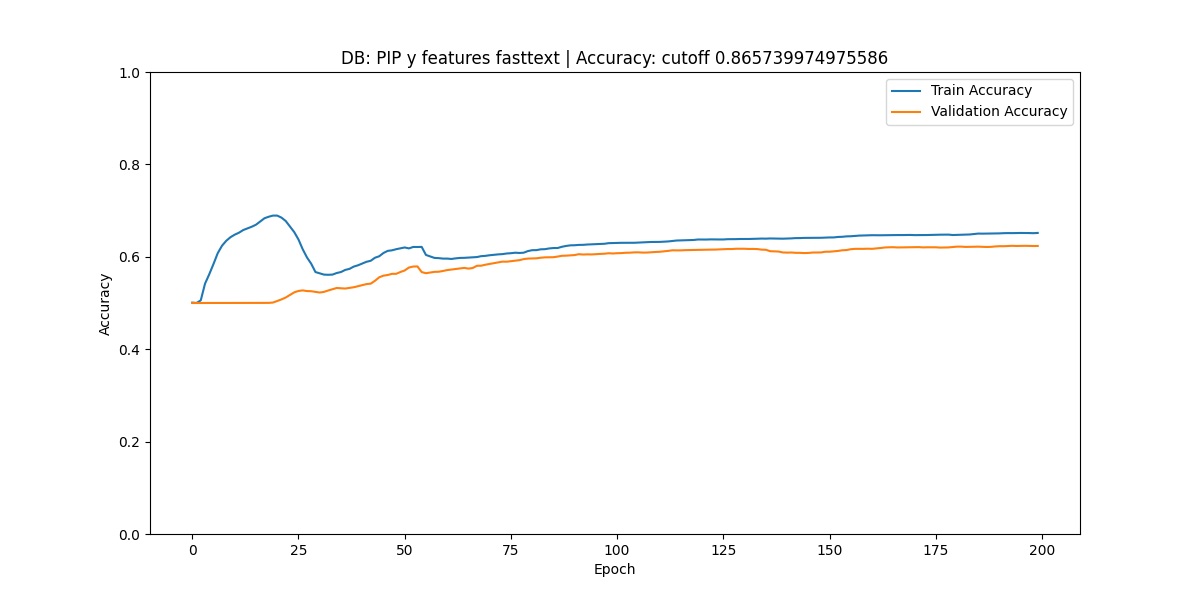 DB: PIP y features fasttext | Accuracy: cutoff 0.865739974975586
Train Accuracy
Validation Accuracy
Accuracy
1.0
0.8
0.6
0.4
0.2
0.0
0 25 50 75 100 125 150 175 200
Epoch